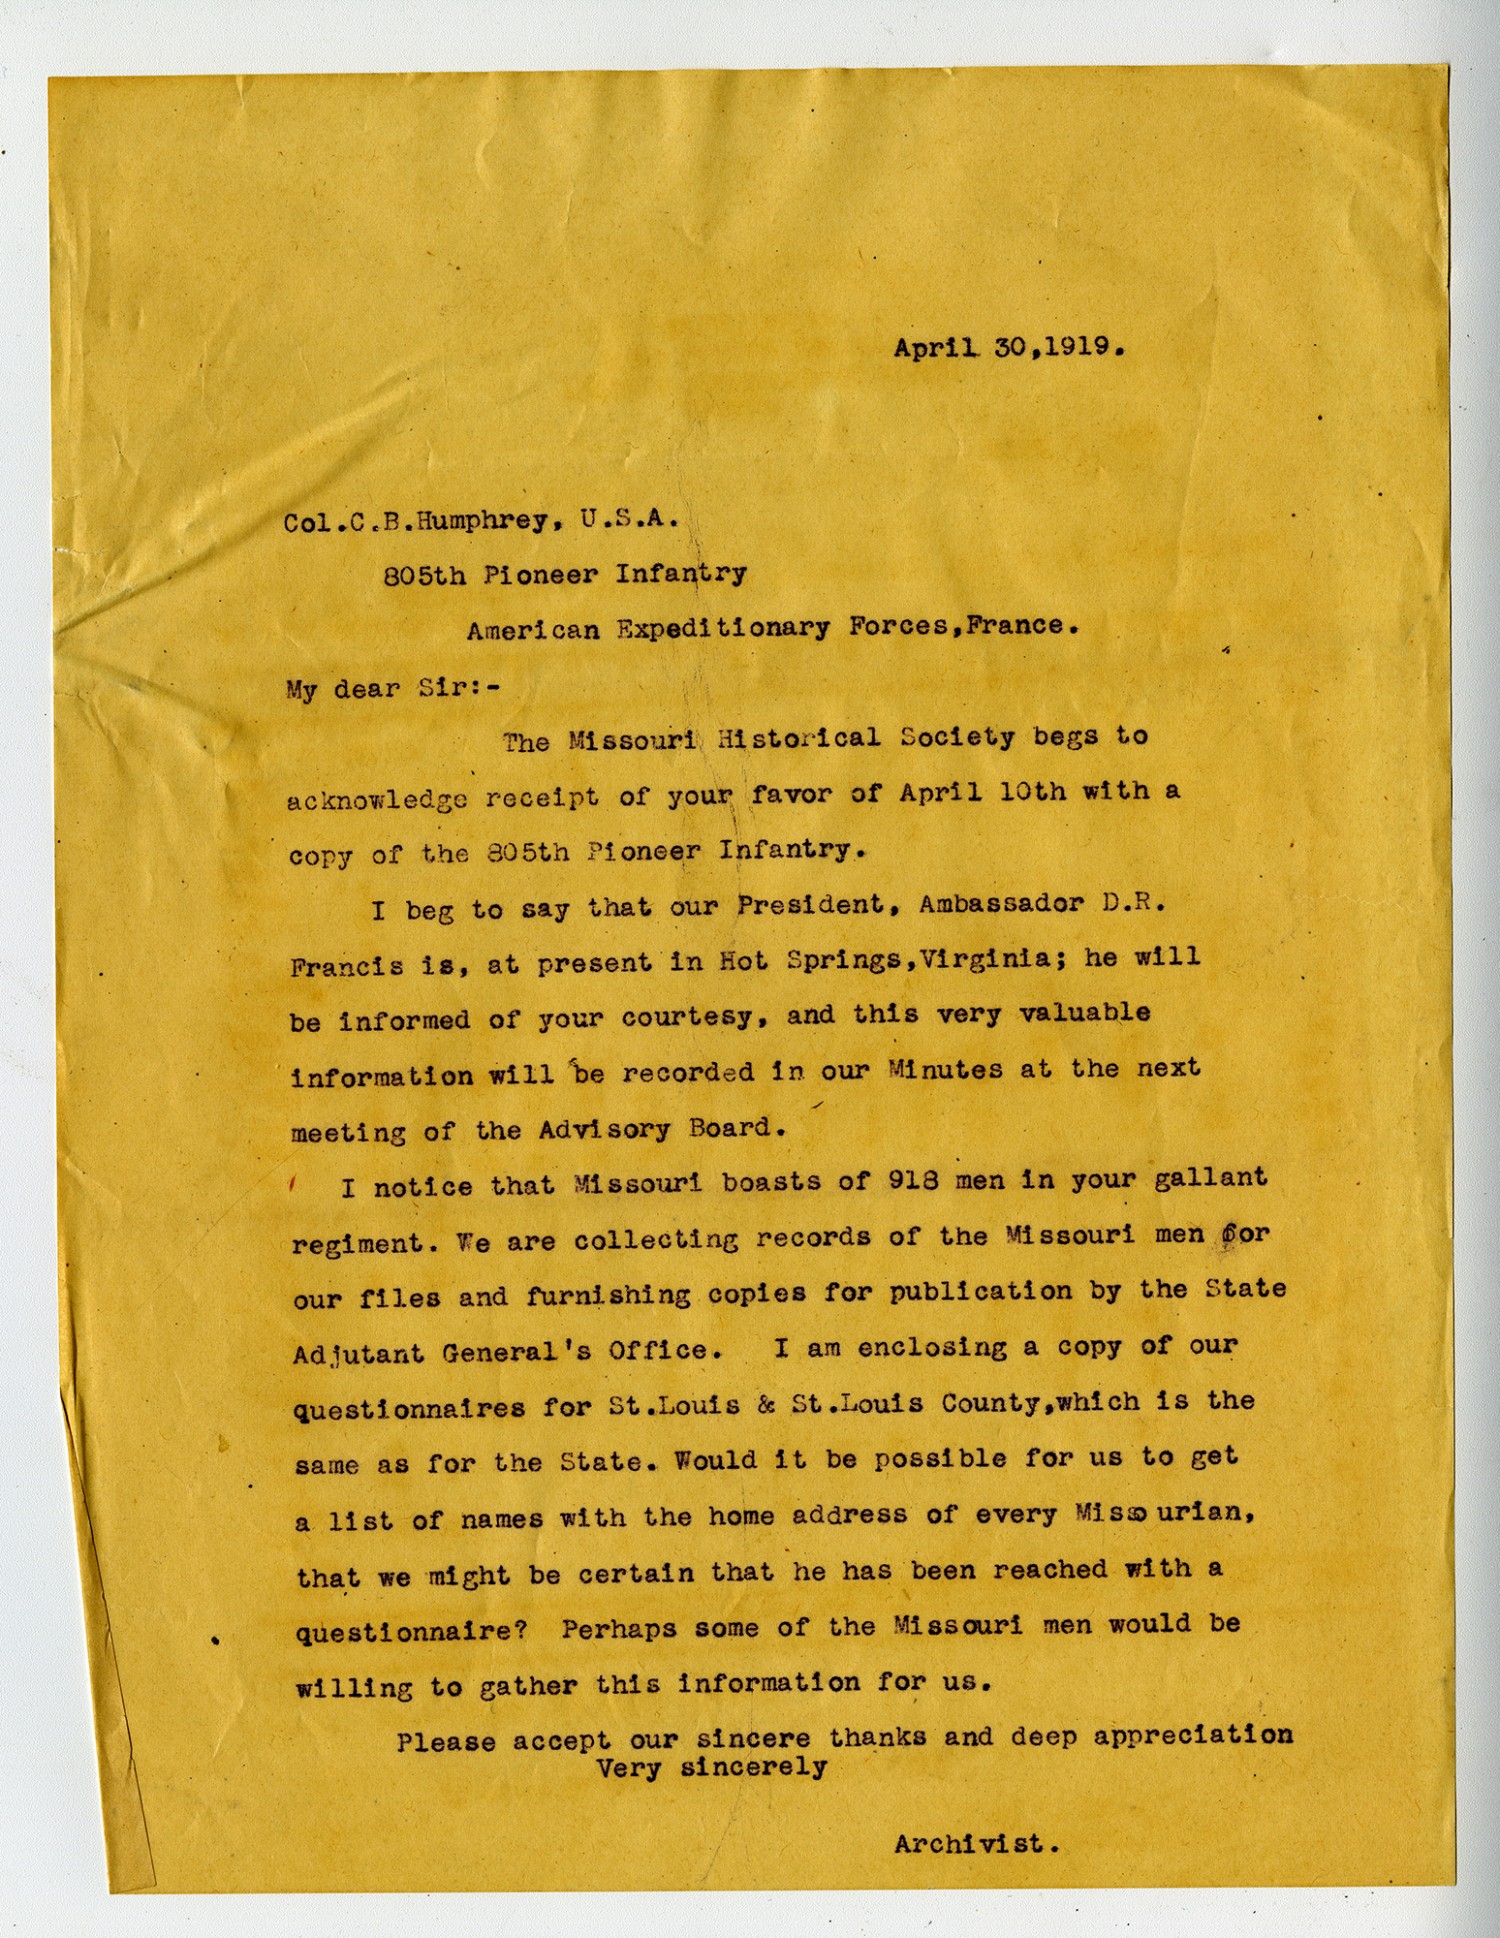 April 30,1919.
Col.C.B.Humphrey, U.S.A.
805th Pioneer Infantry
American Expeditionary Forces,France.
My dear Sir:-
The Missouri Historical Society begs to
acknowledge receipt of your favor of April 10th with a
copy of the 805th Pioneer Infantry.
I beg to say that our President, Ambassador D.R.
Francis is, at present in Hot Springs,Virginia; he will
be informed of your courtesy, and this very valuable
information will be recorded in our Minutes at the next
meeting of the Advisory Board.
I notice that Missouri boasts of 918 men in your gallant
regiment. We are collecting records of the Missouri men for
our files and furnishing copies for publication by the State
Adjutant General's Office. I am enclosing a copy of our
questionnaires for St.Louis & St.Louis County,which is the
same as for the State. Would it be possible for us to get
a list of names with the home address of every Missourian,
that we might be certain that he has been reached with a
questionnaire? Perhaps some of the Missouri men would be
willing to gather this information for us.
Please accept our sincere thanks and deep appreciation
Very sincerely
Archivist.